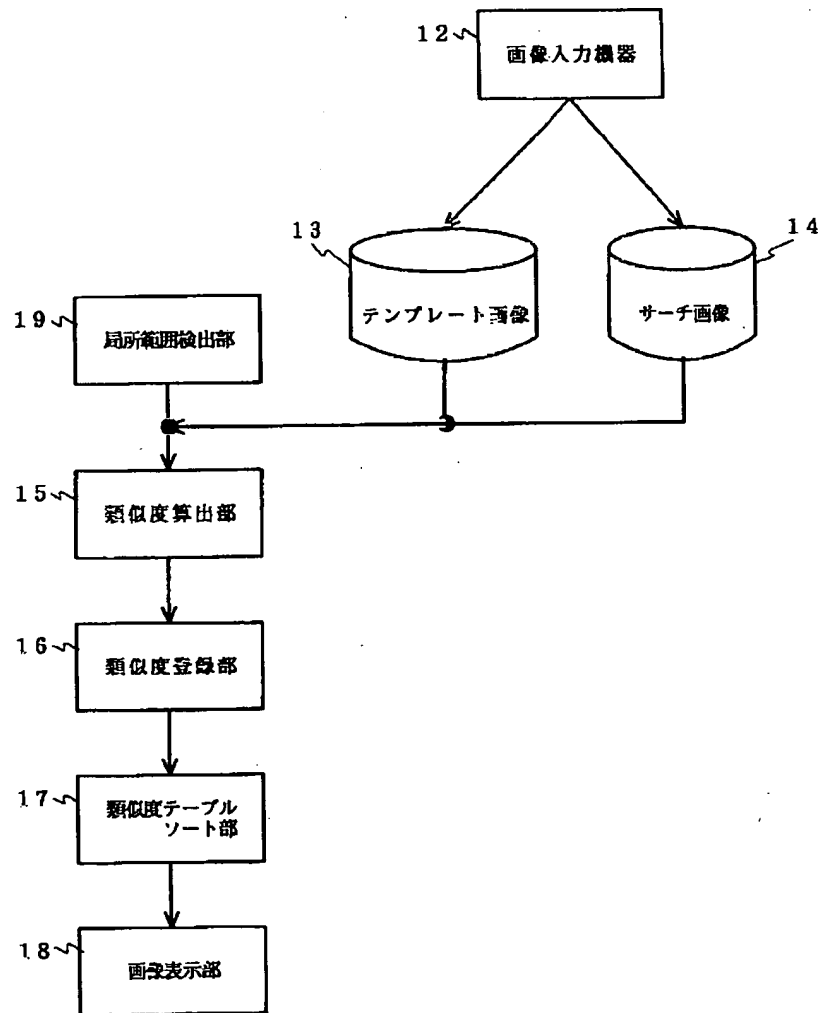 12
画像入力機器
13
14
テンプレート画像
サーチ画像
19
局所範囲検出部
15
類似度算出部
16
類似度登録部
17
類似度テーブル
ソート部
18
画像表示部